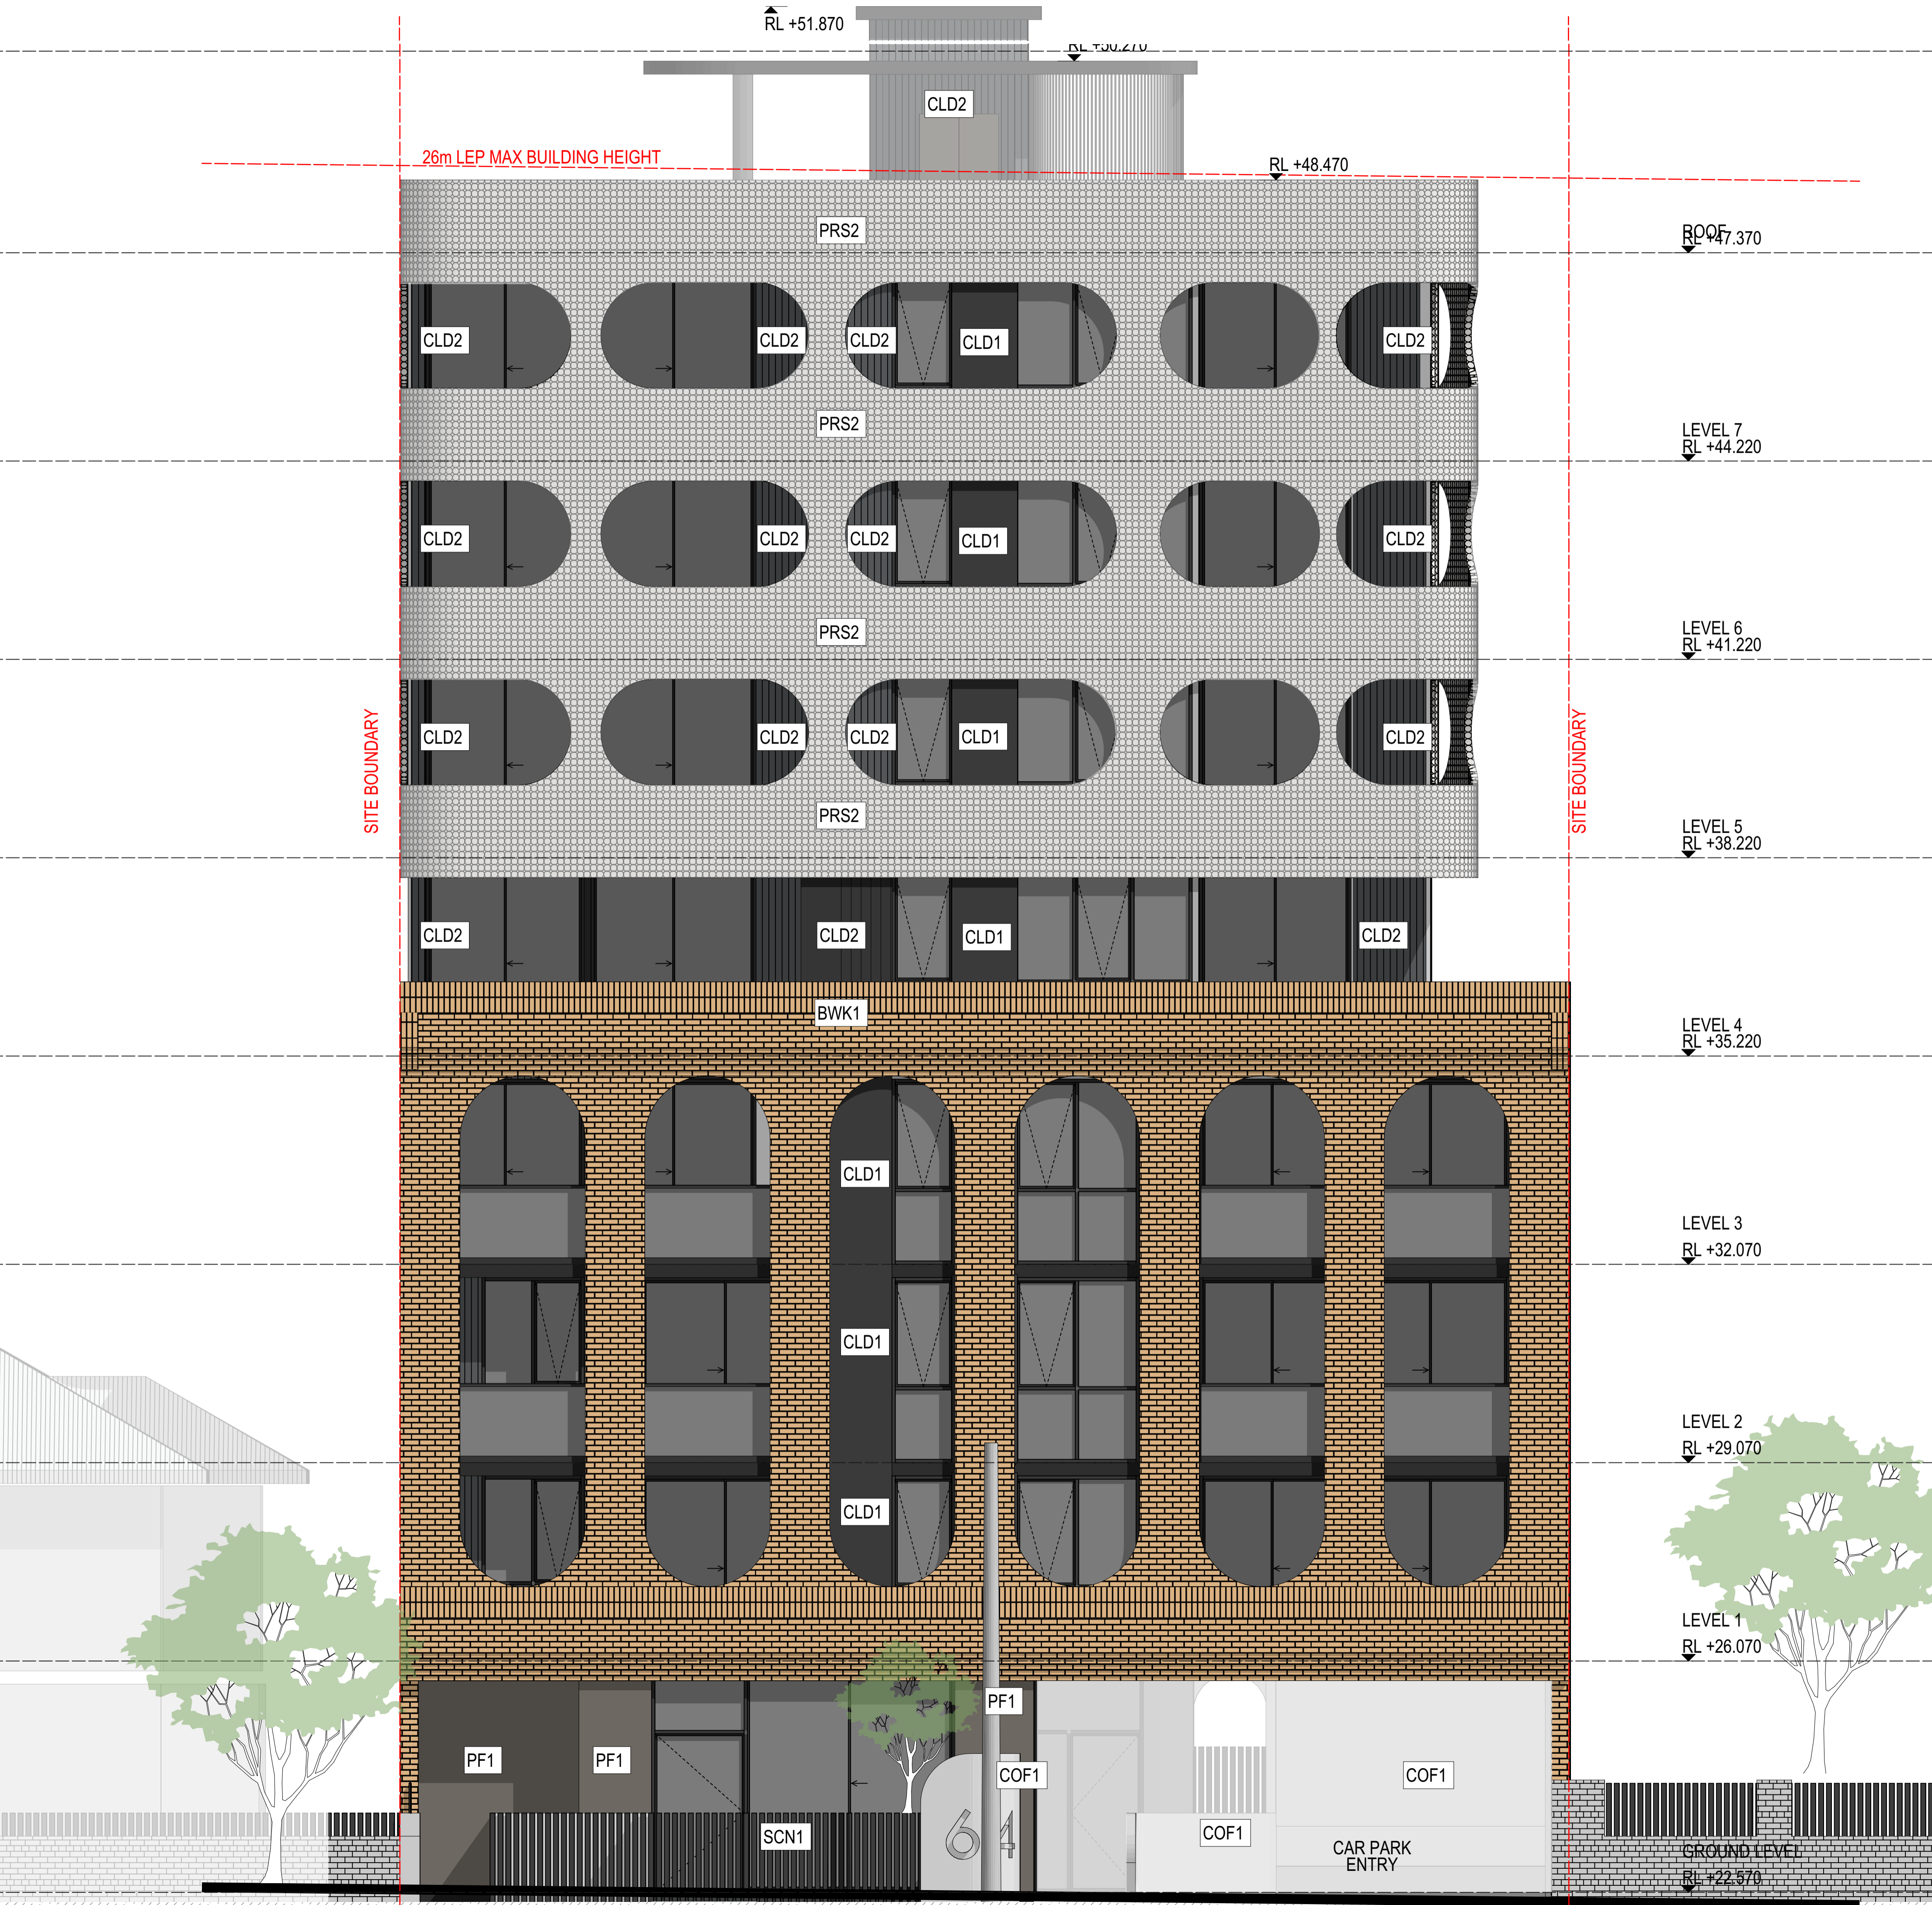 RL +51.870
RL +50.270
CLD2
26m LEP MAX BUILDING HEIGHT
RL +48.470
PRS2
ROOF
RL +47.370
CLD2
CLD2
CLD2
CLD1
CLD2
PRS2
LEVEL 7
RL +44.220
CLD2
CLD2
CLD2
CLD1
CLD2
PRS2
LEVEL 6
RL +41.220
CLD2
CLD2
CLD2
CLD1
CLD2
SITE BOUNDARY
SITE BOUNDARY
PRS2
LEVEL 5
RL +38.220
CLD2
CLD2
CLD1
CLD2
BWK1
LEVEL 4
RL +35.220
CLD1
LEVEL 3
RL +32.070
CLD1
LEVEL 2
RL +29.070
CLD1
LEVEL 1
RL +26.070
PF1
PF1
PF1
COF1
COF1
SCN1
64
COF1
CAR PARK
ENTRY
GROUND LEVEL
RL +22.570